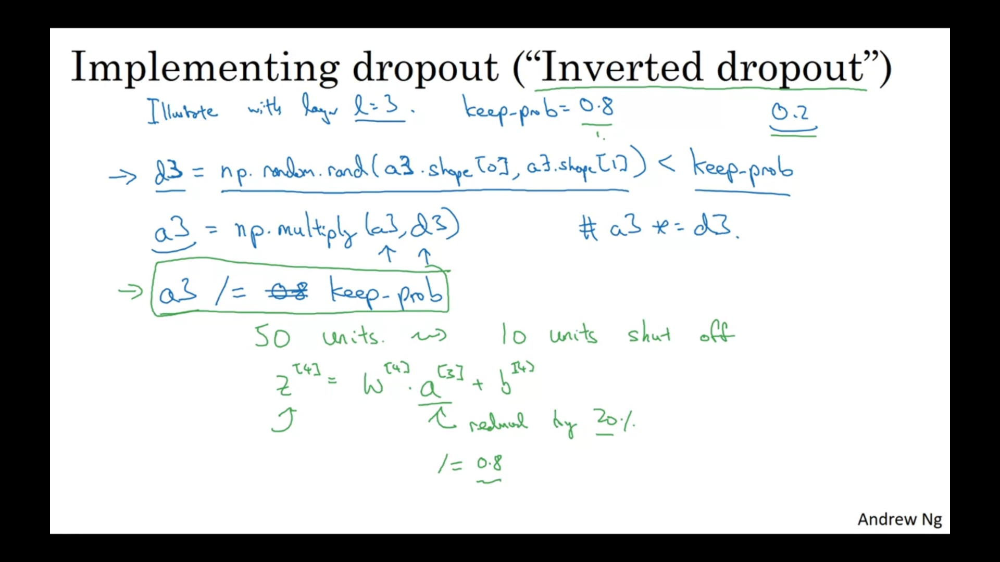 Implementing dropout (“Inverted dropout”)
Illustrate with layer l=3. keep-prob= 0.8 0.2
1.
→ d3 = np.random.rand(a3.shape[0], a3.shape[1]) < keep-prob
a3 = np.multiply(a3, d3) # a3 *= d3.
↑ ↑
→ a3 /= 0.8 keep-prob
50 units. ⇝ 10 units shut off
z[4] = W[4] . a[3] + b[4]
reduced by 20%.
/= 0.8
Andrew Ng